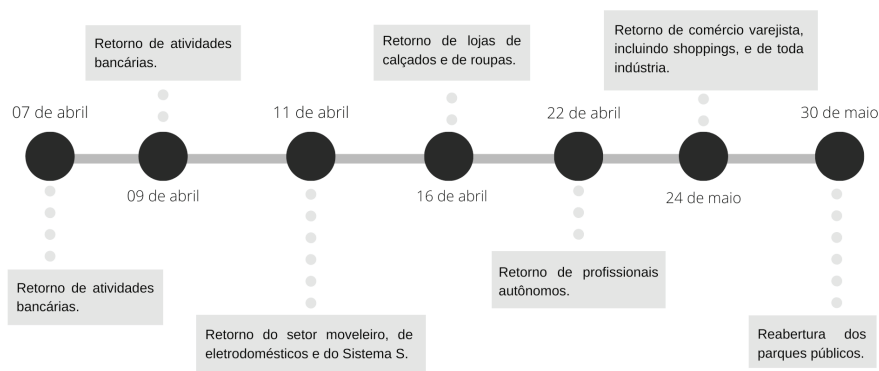 Retorno de atividades
bancárias.
Retorno de lojas de
calçados e de roupas.
Retorno de comércio varejista,
incluindo shoppings, e de toda
indústria.
07 de abril
11 de abril
22 de abril
30 de maio
09 de abril
16 de abril
24 de maio
Retorno de atividades
bancárias.
Retorno do setor moveleiro, de
eletrodomésticos e do Sistema S.
Retorno de profissionais
autônomos.
Reabertura dos
parques públicos.